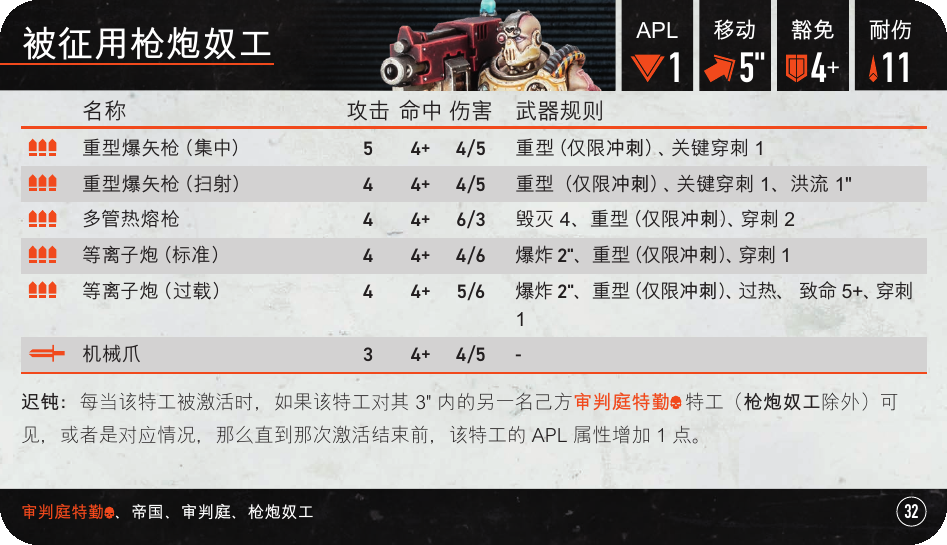 被征用枪炮奴工
APL 移动 豁免 耐伤
1 5" 4+ 11
名称 攻击 命中 伤害 武器规则
重型爆矢枪（集中） 5 4+ 4/5 重型（仅限冲刺）、关键穿刺 1
重型爆矢枪（扫射） 4 4+ 4/5 重型（仅限冲刺）、关键穿刺 1、洪流 1"
多管热熔枪 4 4+ 6/3 毁灭 4、重型（仅限冲刺）、穿刺 2
等离子炮（标准） 4 4+ 4/6 爆炸 2"、重型（仅限冲刺）、穿刺 1
等离子炮（过载） 4 4+ 5/6 爆炸 2"、重型（仅限冲刺）、过热、 致命 5+、穿刺
1
机械爪 3 4+ 4/5 -
迟钝：每当该特工被激活时，如果该特工对其 3" 内的另一名己方审判庭特勤特工（枪炮奴工除外）可
见，或者是对应情况，那么直到那次激活结束前，该特工的 APL 属性增加 1 点。
审判庭特勤、帝国、审判庭、枪炮奴工
32